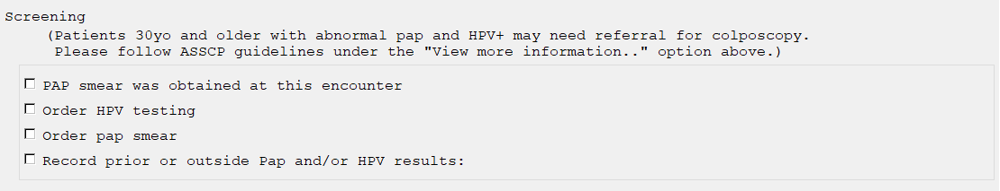 Screening
(Patients 30yo and older with abnormal pap and HPV+ may need referral for colposcopy.
Please follow ASSCP guidelines under the "View more information.." option above.)
PAP smear was obtained at this encounter
Order HPV testing
Order pap smear
Record prior or outside Pap and/or HPV results: